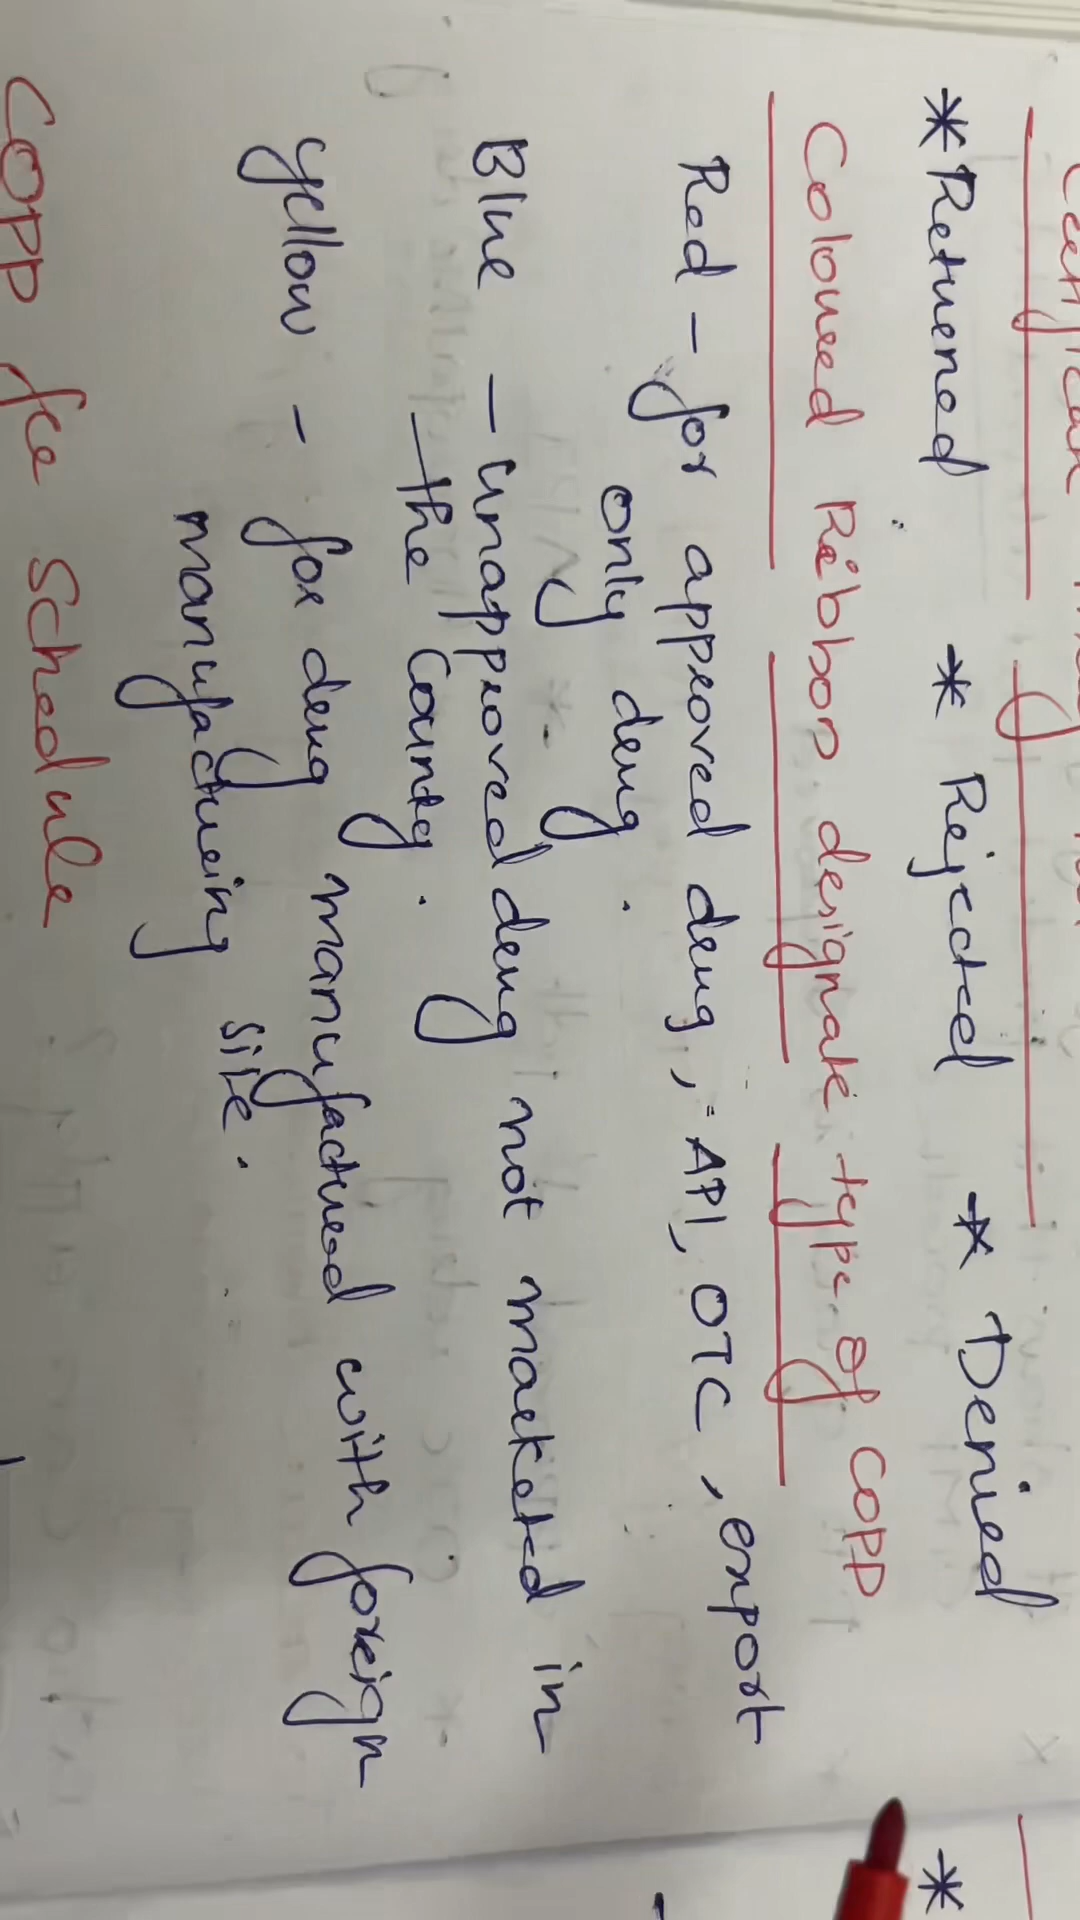 * Returned * Rejected * Denied
Coloured Ribbon designate type of COPP
Red - for approved drug, API, OTC, export
only drug.
Blue - unapproved drug not marketed in
the County.
Yellow - for drug manufactured with foreign
manufacturing site.
COPP fee Schedule